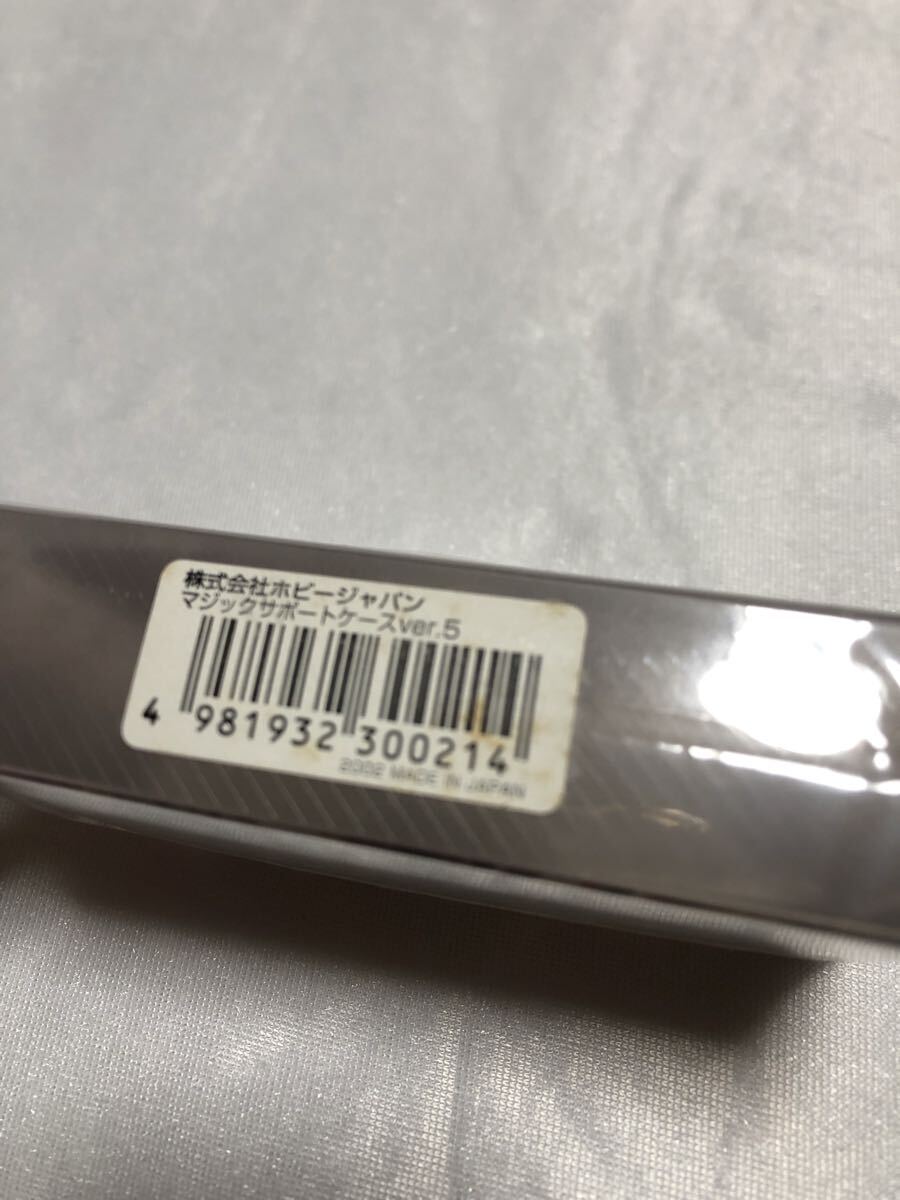 株式会社ホビージャパン
マジックサポートケースver.5
4 981932 300214
2002 MADE IN JAPAN